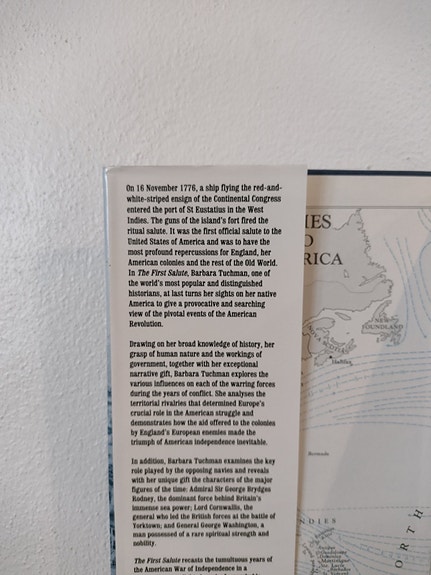 On 16 November 1776, a ship flying the red-and-
white-striped ensign of the Continental Congress
entered the port of St Eustatius in the West
Indies. The guns of the island's fort fired the
ritual salute. It was the first official salute to the
United States of America and was to have the
most profound repercussions for England, her
American colonies and the rest of the Old World.
In The First Salute, Barbara Tuchman, one of
the world's most popular and distinguished
historians, at last turns her sights on her native
America to give a provocative and searching
view of the pivotal events of the American
Revolution.
Drawing on her broad knowledge of history, her
grasp of human nature and the workings of
government, together with her exceptional
narrative gift, Barbara Tuchman explores the
various influences on each of the warring forces
during the years of conflict. She analyses the
territorial rivalries that determined Europe's
crucial role in the American struggle and
demonstrates how the aid offered to the colonies
by England's European enemies made the
triumph of American independence inevitable.
In addition, Barbara Tuchman examines the key
role played by the opposing navies and reveals
with her unique gift the characters of the major
figures of the time: Admiral Sir George Brydges
Rodney, the dominant force behind Britain's
immense sea power; Lord Cornwallis, the
general who led the British forces at the battle of
Yorktown; and General George Washington, a
man possessed of a rare spiritual strength and
nobility.
The First Salute recasts the tumultuous years of
the American War of Independence in a
IES
O
RICA
NEW
FOUNDLAND
NOVA SCOTIA
Halifax
Bermuda
NDIES
ORTH